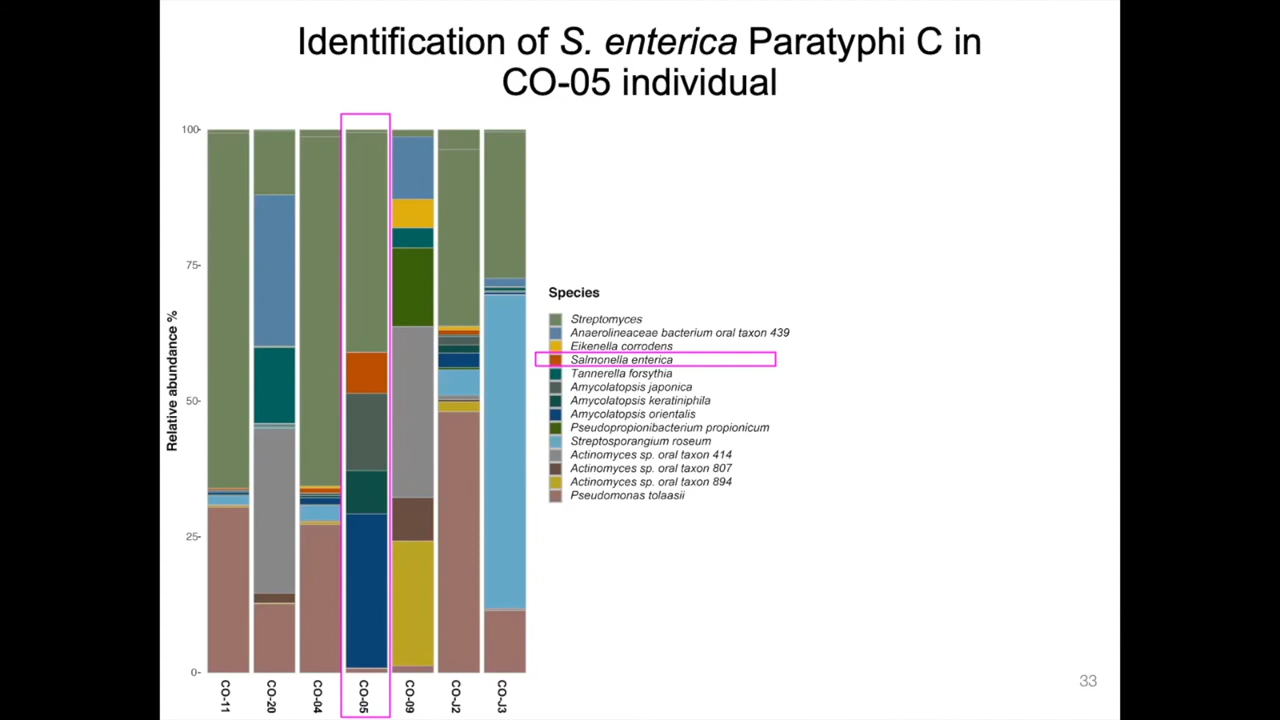 Identification of S. enterica Paratyphi C in
CO-05 individual
100-
75-
50-
25-
0-
Relative abundance %
CO-11
CO-20
CO-04
CO-05
CO-09
CO-J2
CO-J3
Species
Streptomyces
Anaerolineaceae bacterium oral taxon 439
Eikenella corrodens
Salmonella enterica
Tannerella forsythia
Amycolatopsis japonica
Amycolatopsis keratiniphila
Amycolatopsis orientalis
Pseudopropionibacterium propionicum
Streptosporangium roseum
Actinomyces sp. oral taxon 414
Actinomyces sp. oral taxon 807
Actinomyces sp. oral taxon 894
Pseudomonas tolaasii
33